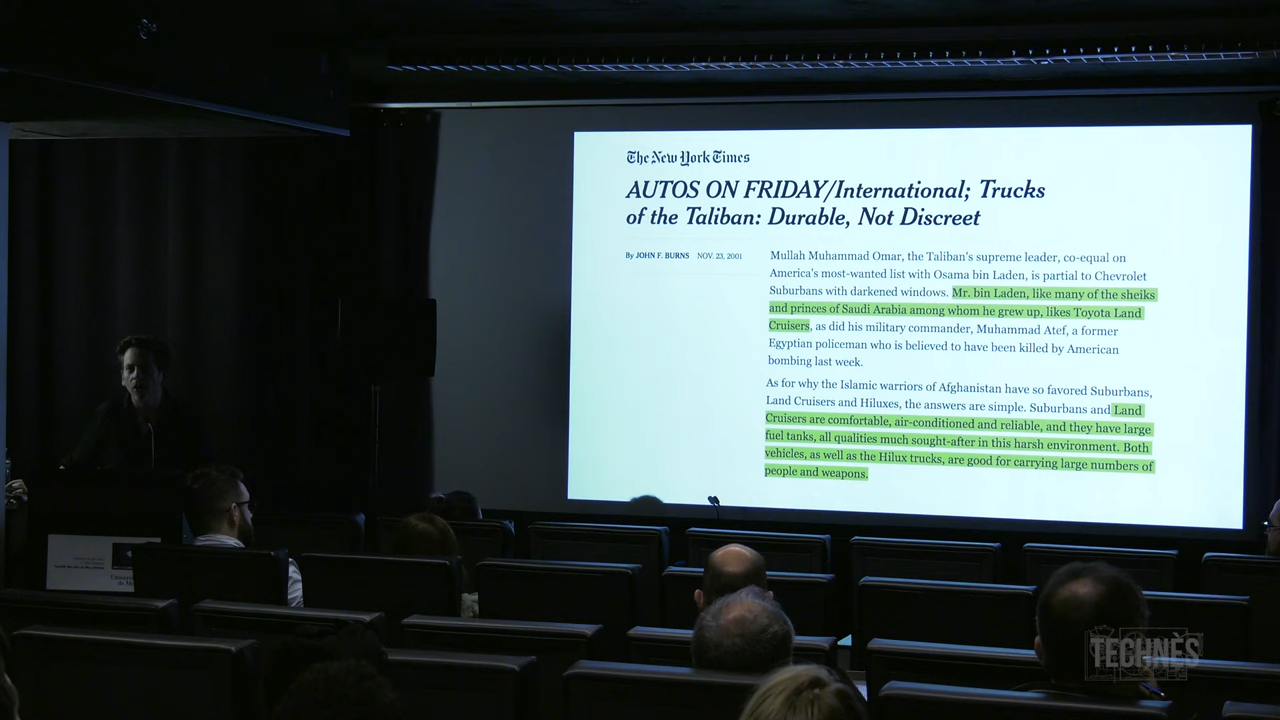 The New York Times
AUTOS ON FRIDAY/International; Trucks
of the Taliban: Durable, Not Discreet
By JOHN F. BURNS NOV. 23, 2001
Mullah Muhammad Omar, the Taliban's supreme leader, co-equal on
America's most-wanted list with Osama bin Laden, is partial to Chevrolet
Suburbans with darkened windows. Mr. bin Laden, like many of the sheiks
and princes of Saudi Arabia among whom he grew up, likes Toyota Land
Cruisers, as did his military commander, Muhammad Atef, a former
Egyptian policeman who is believed to have been killed by American
bombing last week.
As for why the Islamic warriors of Afghanistan have so favored Suburbans,
Land Cruisers and Hiluxes, the answers are simple. Suburbans and Land
Cruisers are comfortable, air-conditioned and reliable, and they have large
fuel tanks, all qualities much sought-after in this harsh environment. Both
vehicles, as well as the Hilux trucks, are good for carrying large numbers of
people and weapons.
TECHNÈS